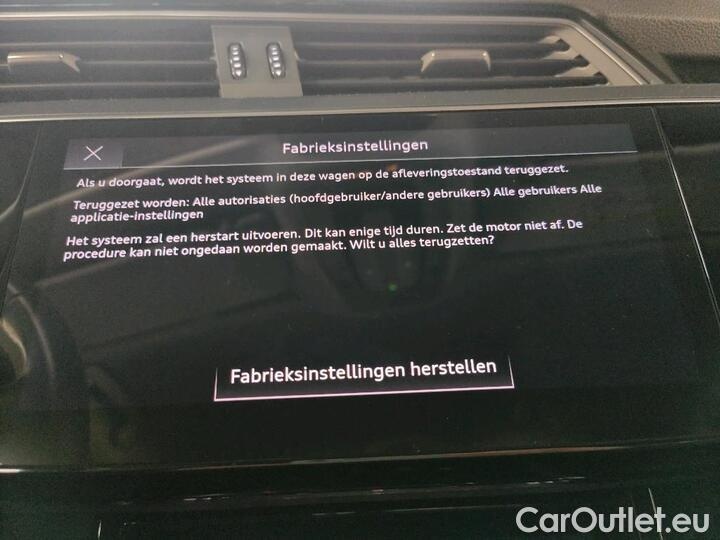 Fabrieksinstellingen
Als u doorgaat, wordt het systeem in deze wagen op de afleveringstoestand teruggezet.
Teruggezet worden: Alle autorisaties (hoofdgebruiker/andere gebruikers) Alle gebruikers Alle
applicatie-instellingen
Het systeem zal een herstart uitvoeren. Dit kan enige tijd duren. Zet de motor niet af. De
procedure kan niet ongedaan worden gemaakt. Wilt u alles terugzetten?
Fabrieksinstellingen herstellen
CarOutlet.eu